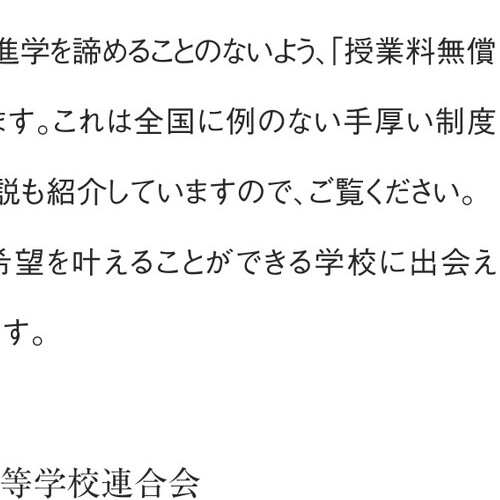 進学を諦めることのないよう、「授業料無償
ます。これは全国に例のない手厚い制度
説も紹介していますので、ご覧ください。
希望を叶えることができる学校に出会え
す。
等学校連合会